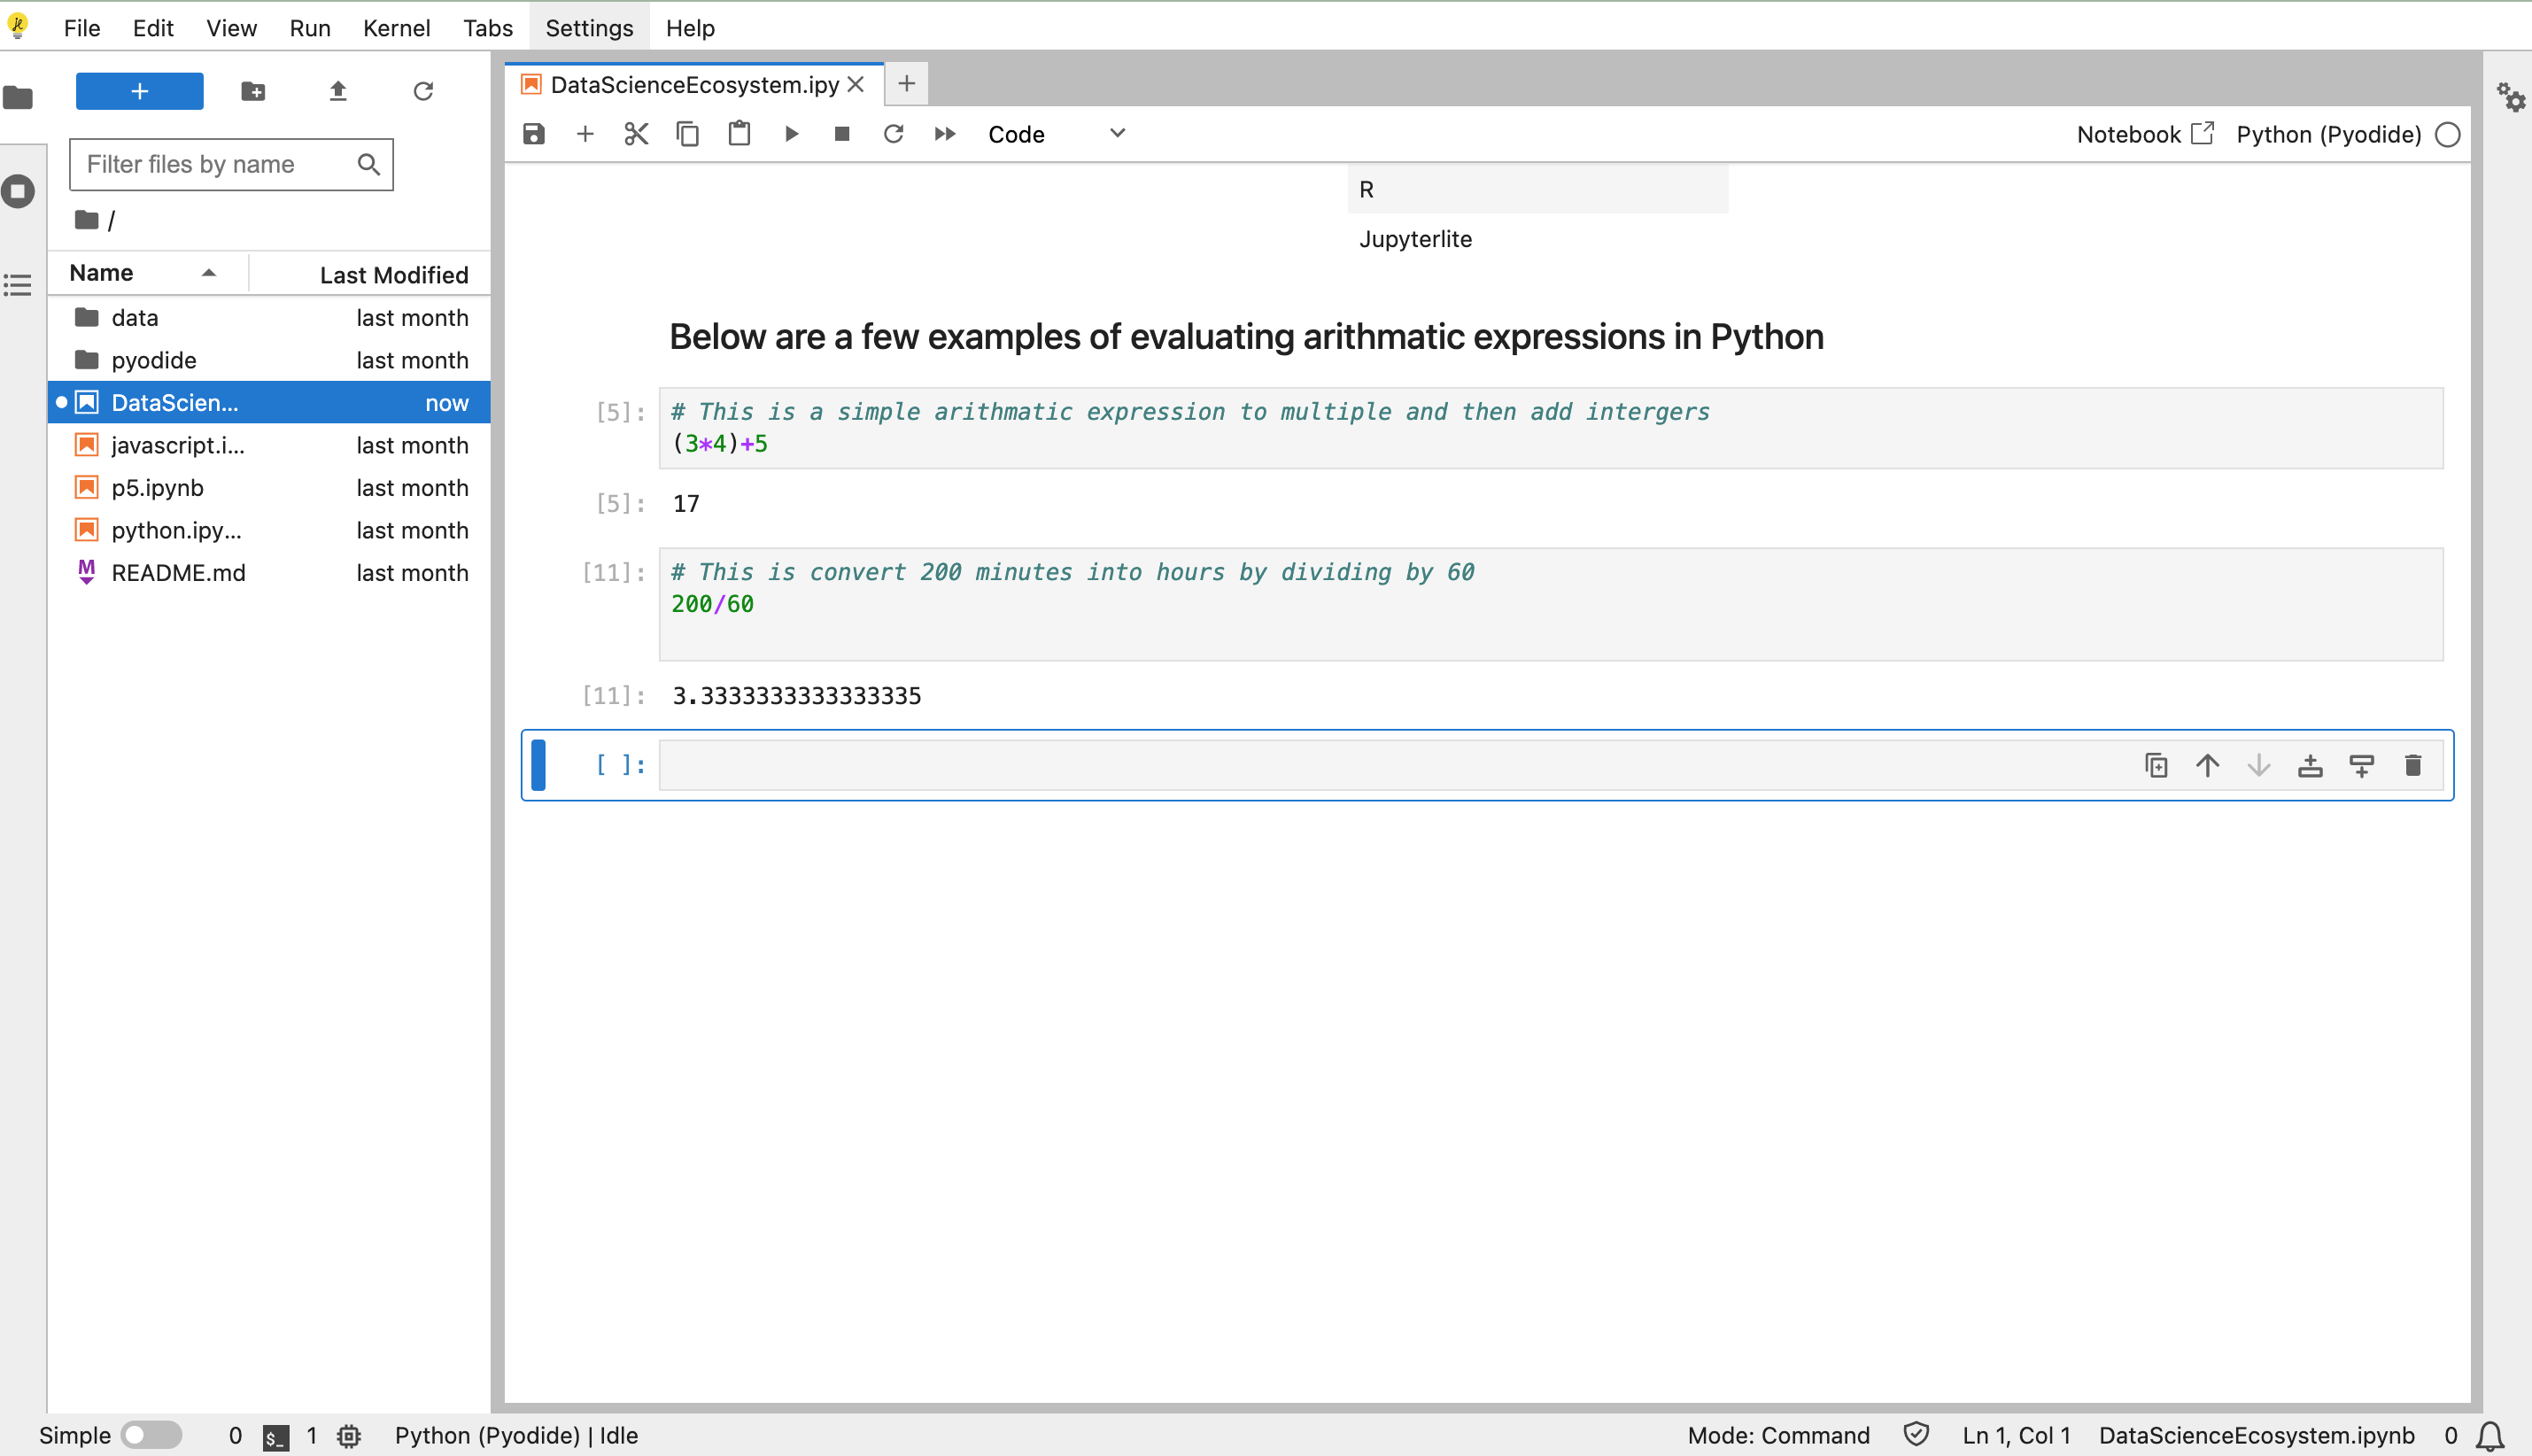 File Edit View Run Kernel Tabs Settings Help
+
Filter files by name
/
Name Last Modified
data last month
pyodide last month
DataScien... now
javascript.i... last month
p5.ipynb last month
python.ipy... last month
README.md last month
DataScienceEcosystem.ipy
Code
Notebook Python (Pyodide)
R
Jupyterlite
Below are a few examples of evaluating arithmatic expressions in Python
[5]: # This is a simple arithmatic expression to multiple and then add intergers
(3*4)+5
[5]: 17
[11]: # This is convert 200 minutes into hours by dividing by 60
200/60
[11]: 3.3333333333333335
[ ]:
Simple 0 $_ 1 Python (Pyodide) | Idle
Mode: Command Ln 1, Col 1 DataScienceEcosystem.ipynb 0